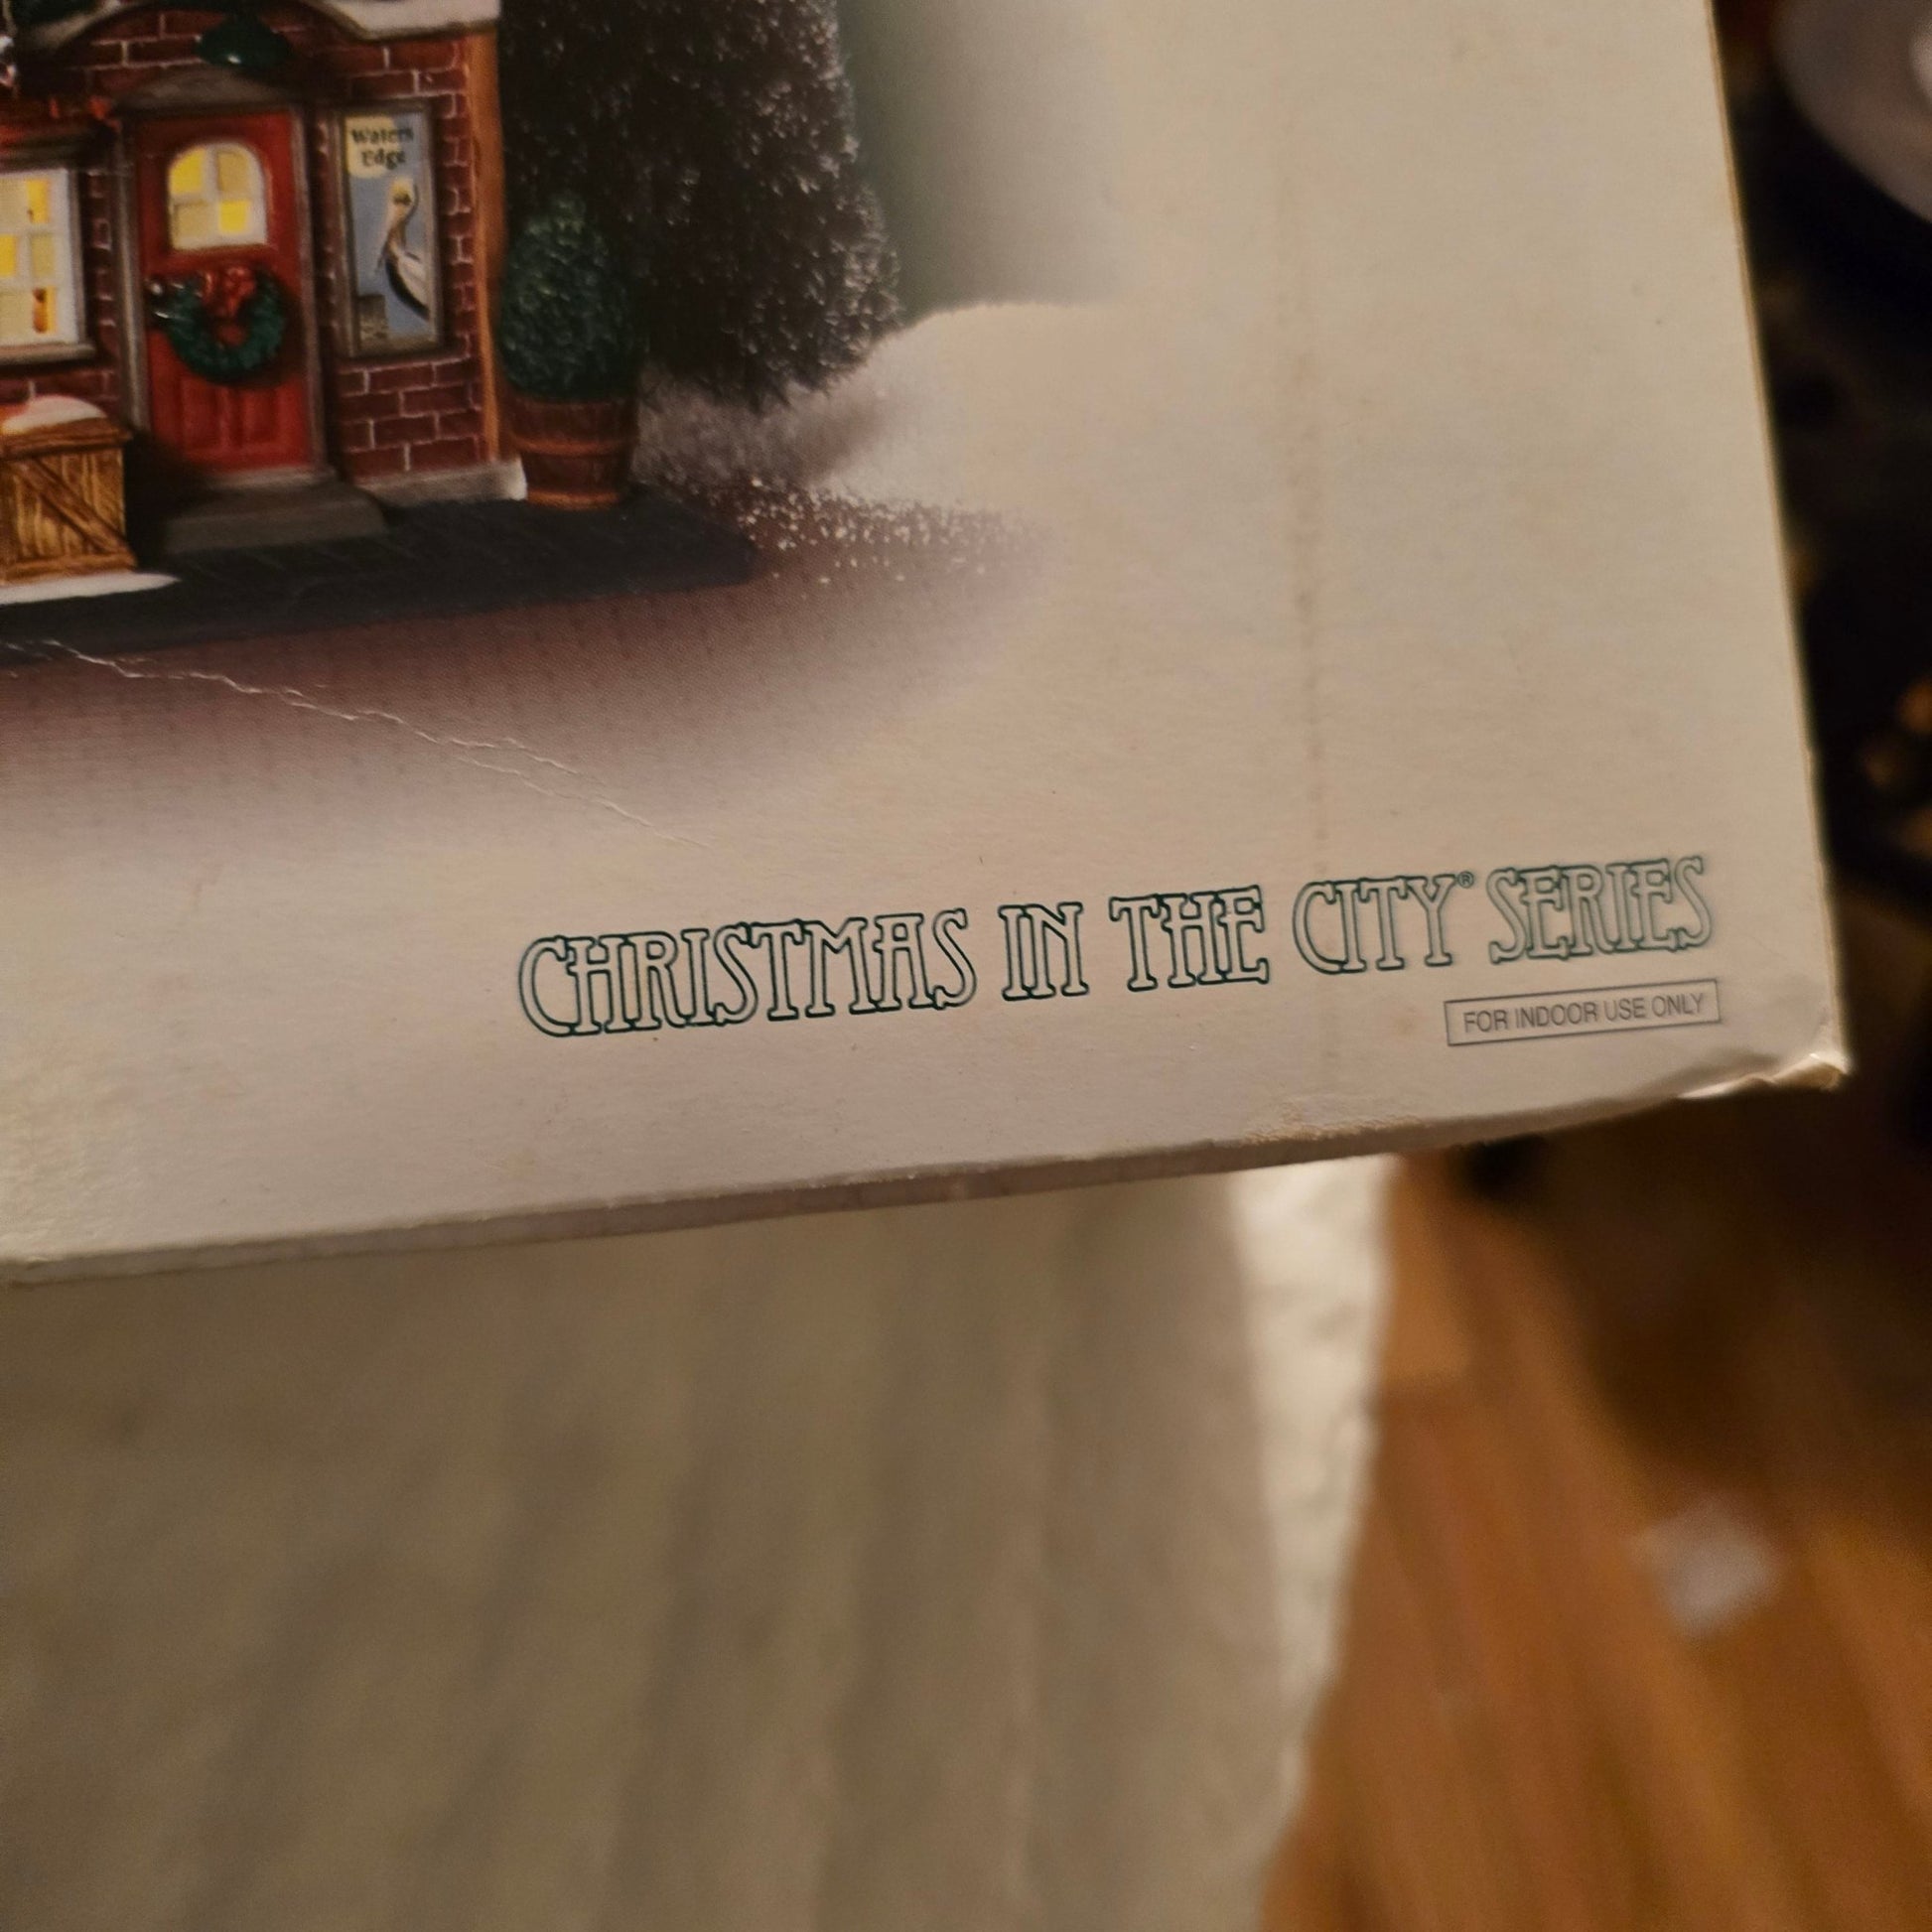 Waters
Edge
CHRISTMAS IN THE CITY® SERIES
FOR INDOOR USE ONLY